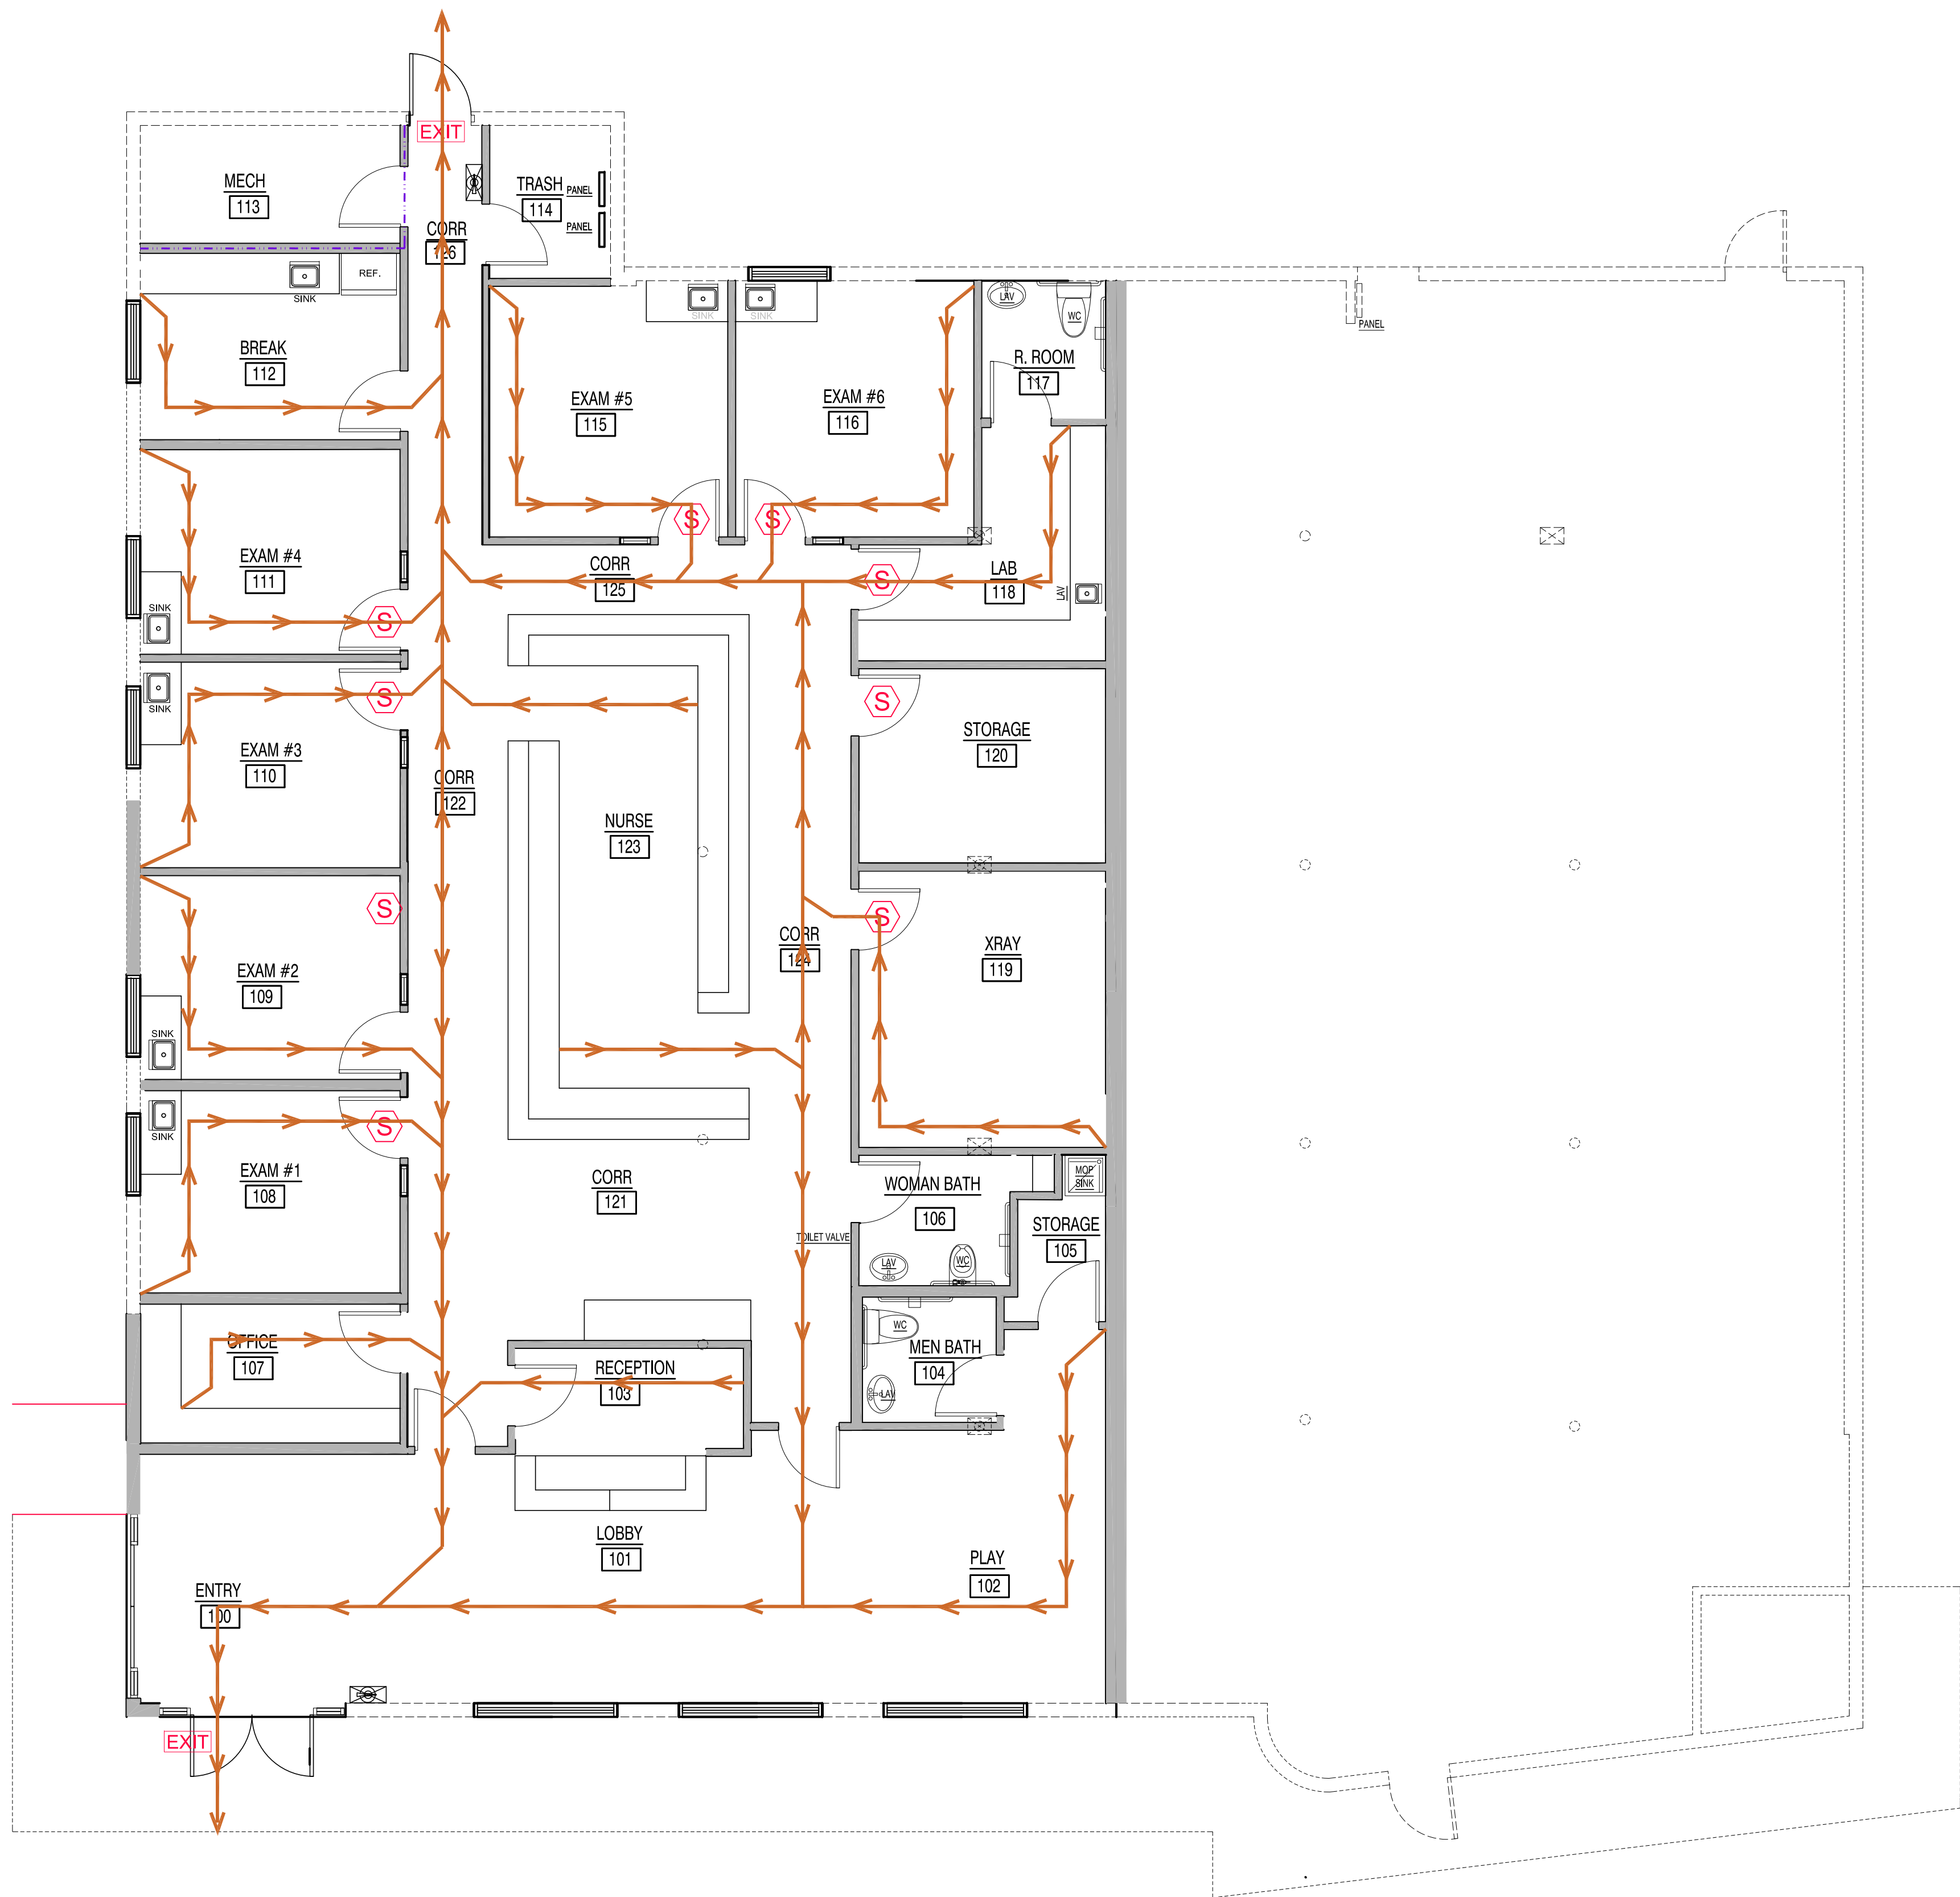 EXIT
MECH
113
TRASH
114
PANEL
PANEL
CORR
126
REF.
SINK
SINK
SINK
LAV
WC
PANEL
BREAK
112
R. ROOM
117
EXAM #5
115
EXAM #6
116
S
S
EXAM #4
111
CORR
125
S
LAB
118
LAV
SINK
S
SINK
S
S
EXAM #3
110
STORAGE
120
CORR
122
NURSE
123
S
S
CORR
124
XRAY
119
EXAM #2
109
SINK
SINK
S
EXAM #1
108
CORR
121
WOMAN BATH
106
MOP
SINK
STORAGE
105
TOILET VALVE
LAV
WC
OFFICE
107
RECEPTION
103
WC
MEN BATH
104
LAV
LOBBY
101
PLAY
102
ENTRY
100
EXIT